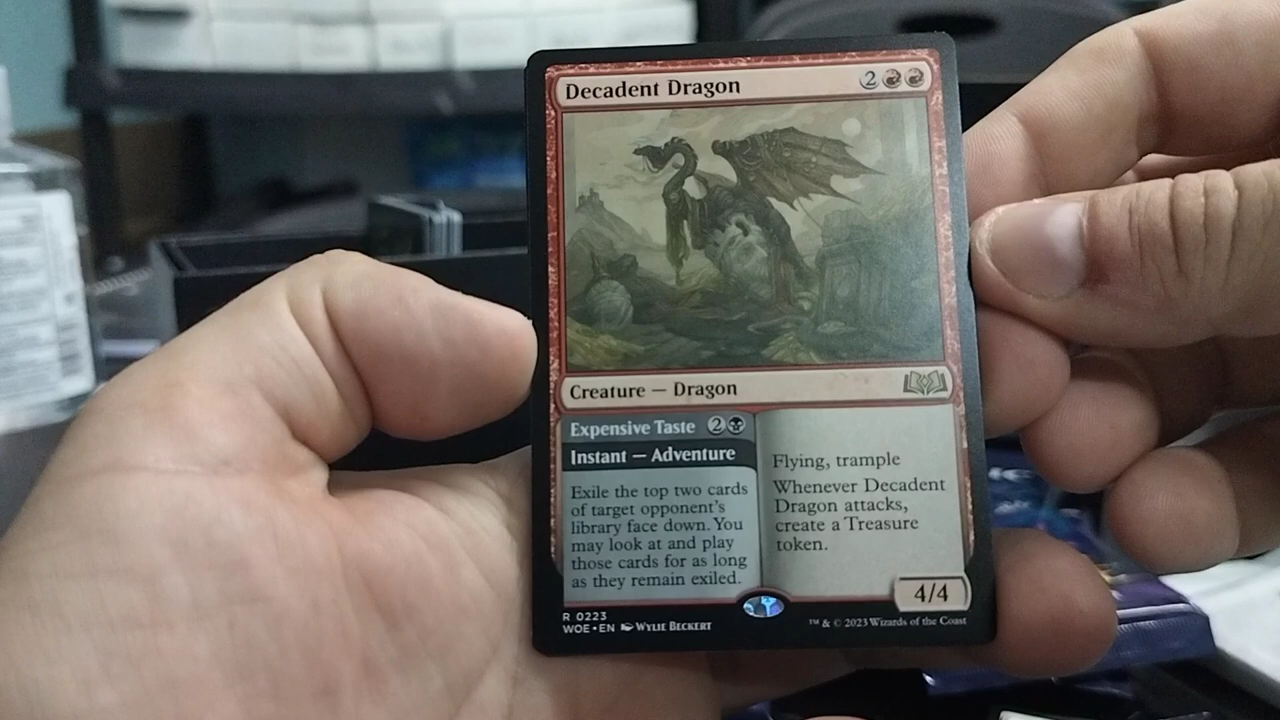 Decadent Dragon 2
Creature — Dragon
Expensive Taste 2
Instant — Adventure
Exile the top two cards
of target opponent's
library face down. You
may look at and play
those cards for as long
as they remain exiled.
Flying, trample
Whenever Decadent
Dragon attacks,
create a Treasure
token.
4/4
R 0223
WOE • EN Wylie Beckert
™ & © 2023 Wizards of the Coast